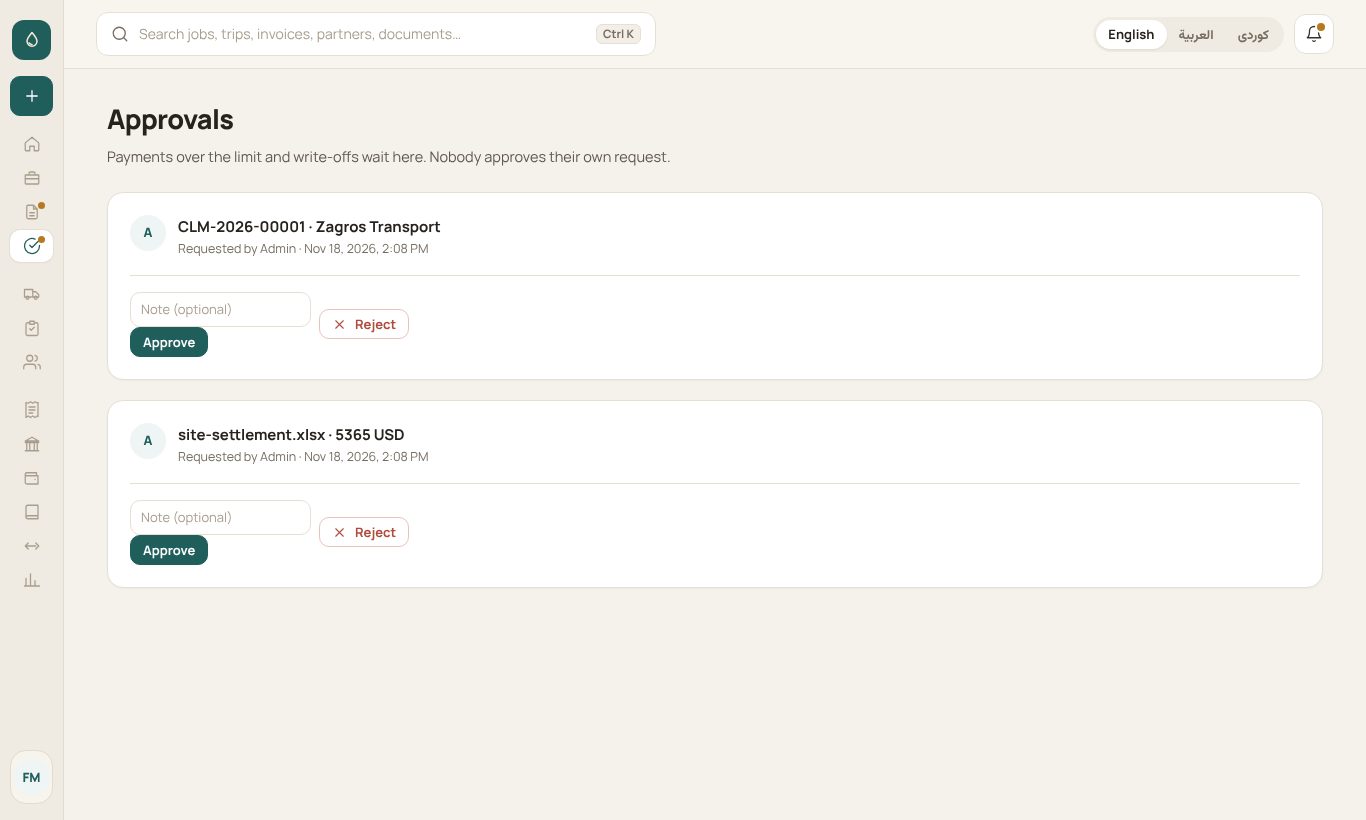 Search jobs, trips, invoices, partners, documents...
Ctrl K
English
العربية
كوردی
Approvals
Payments over the limit and write-offs wait here. Nobody approves their own request.
A
CLM-2026-00001 · Zagros Transport
Requested by Admin · Nov 18, 2026, 2:08 PM
Note (optional)
Reject
Approve
A
site-settlement.xlsx · 5365 USD
Requested by Admin · Nov 18, 2026, 2:08 PM
Note (optional)
Reject
Approve
FM